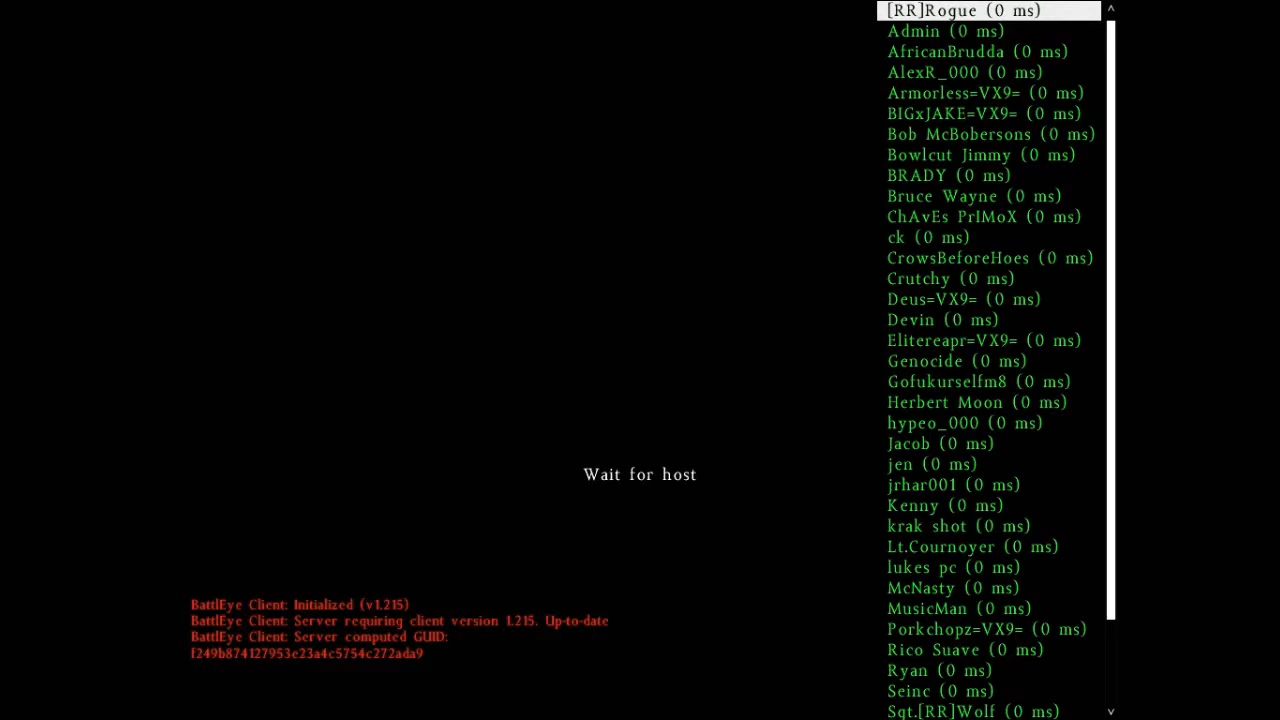 [RR]Rogue (0 ms)
Admin (0 ms)
AfricanBrudda (0 ms)
AlexR_000 (0 ms)
Armorless=VX9= (0 ms)
BIGxJAKE=VX9= (0 ms)
Bob McBobersons (0 ms)
Bowlcut Jimmy (0 ms)
BRADY (0 ms)
Bruce Wayne (0 ms)
ChAvEs PrIMoX (0 ms)
ck (0 ms)
CrowsBeforeHoes (0 ms)
Crutchy (0 ms)
Deus=VX9= (0 ms)
Devin (0 ms)
Elitereapr=VX9= (0 ms)
Genocide (0 ms)
Gofukurselfm8 (0 ms)
Herbert Moon (0 ms)
hypeo_000 (0 ms)
Jacob (0 ms)
jen (0 ms)
jrhar001 (0 ms)
Kenny (0 ms)
krak shot (0 ms)
Lt.Cournoyer (0 ms)
lukes pc (0 ms)
McNasty (0 ms)
MusicMan (0 ms)
Porkchopz=VX9= (0 ms)
Rico Suave (0 ms)
Ryan (0 ms)
Seinc (0 ms)
Sgt.[RR]Wolf (0 ms)
Wait for host
BattlEye Client: Initialized (v1.215)
BattlEye Client: Server requiring client version 1.215. Up-to-date
BattlEye Client: Server computed GUID:
f249b874127953e23a4c5754c272ada9